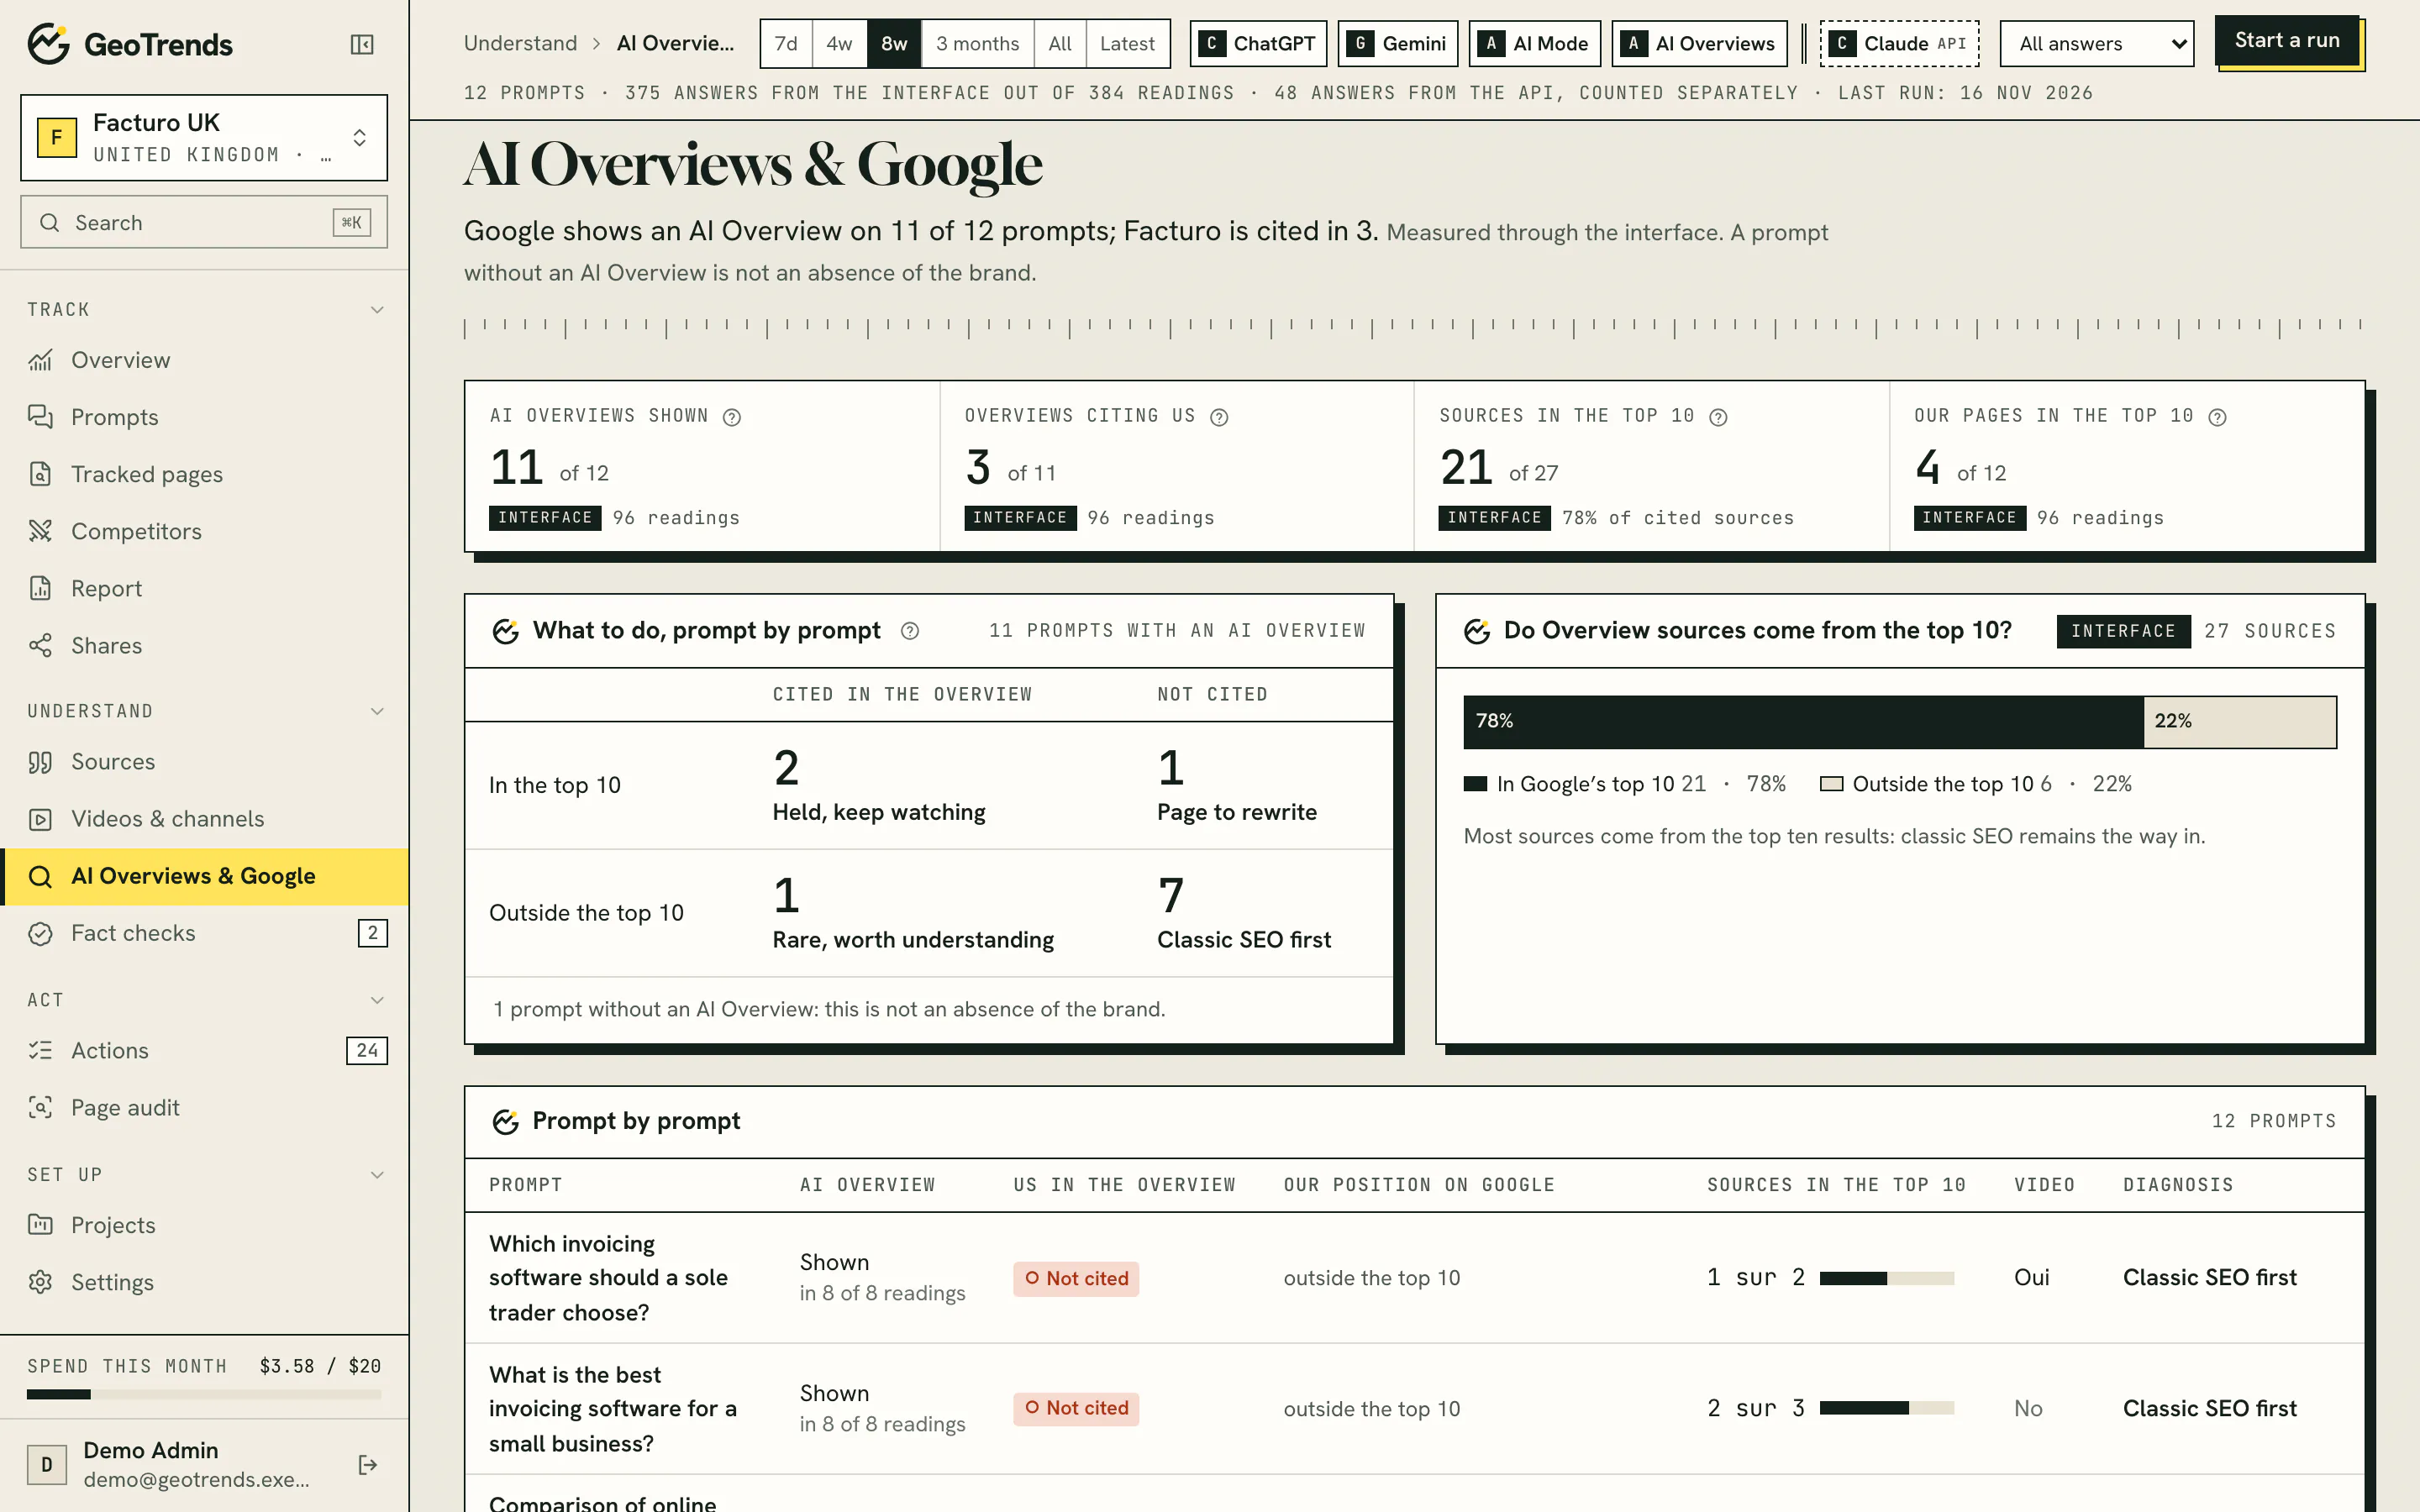 GeoTrends
F
Facturo UK
UNITED KINGDOM · …
Search
⌘K
TRACK
Overview
Prompts
Tracked pages
Competitors
Report
Shares
UNDERSTAND
Sources
Videos & channels
AI Overviews & Google
Fact checks
2
ACT
Actions
24
Page audit
SET UP
Projects
Settings
SPEND THIS MONTH $3.58 / $20
D
Demo Admin
demo@geotrends.exe...
Understand > AI Overvie...
7d 4w 8w 3 months All Latest
C ChatGPT G Gemini A AI Mode A AI Overviews C Claude API
All answers
Start a run
12 PROMPTS · 375 ANSWERS FROM THE INTERFACE OUT OF 384 READINGS · 48 ANSWERS FROM THE API, COUNTED SEPARATELY · LAST RUN: 16 NOV 2026
AI Overviews & Google
Google shows an AI Overview on 11 of 12 prompts; Facturo is cited in 3. Measured through the interface. A prompt
without an AI Overview is not an absence of the brand.
AI OVERVIEWS SHOWN ?
11 of 12
INTERFACE 96 readings
OVERVIEWS CITING US ?
3 of 11
INTERFACE 96 readings
SOURCES IN THE TOP 10 ?
21 of 27
INTERFACE 78% of cited sources
OUR PAGES IN THE TOP 10 ?
4 of 12
INTERFACE 96 readings
What to do, prompt by prompt ? 11 PROMPTS WITH AN AI OVERVIEW
CITED IN THE OVERVIEW NOT CITED
In the top 10
2
Held, keep watching
1
Page to rewrite
Outside the top 10
1
Rare, worth understanding
7
Classic SEO first
1 prompt without an AI Overview: this is not an absence of the brand.
Do Overview sources come from the top 10? INTERFACE 27 SOURCES
78% 22%
In Google's top 10 21 · 78% Outside the top 10 6 · 22%
Most sources come from the top ten results: classic SEO remains the way in.
Prompt by prompt 12 PROMPTS
PROMPT AI OVERVIEW US IN THE OVERVIEW OUR POSITION ON GOOGLE SOURCES IN THE TOP 10 VIDEO DIAGNOSIS
Which invoicing
software should a sole
trader choose?
Shown
in 8 of 8 readings
Not cited
outside the top 10
1 sur 2
Oui
Classic SEO first
What is the best
invoicing software for a
small business?
Shown
in 8 of 8 readings
Not cited
outside the top 10
2 sur 3
No
Classic SEO first
Comparison of online